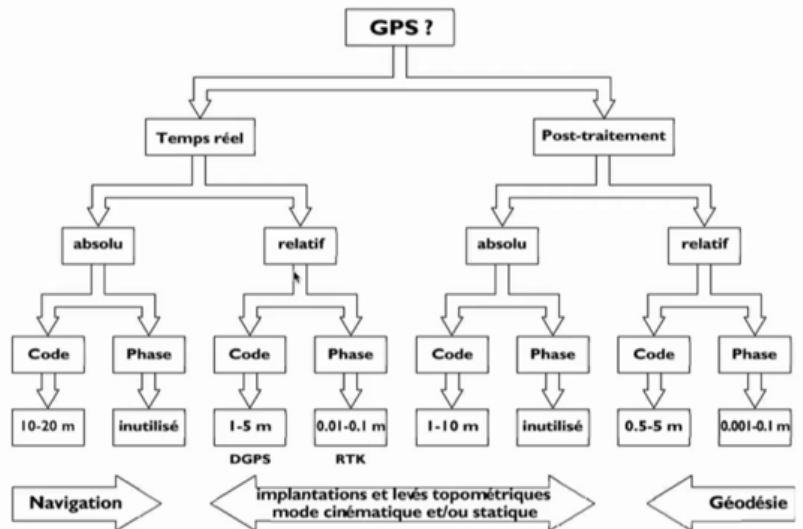 GPS ?
Temps réel
Post-traitement
absolu
relatif
absolu
relatif
Code
Phase
Code
Phase
Code
Phase
Code
Phase
10-20 m
inutilisé
1-5 m
0.01-0.1 m
1-10 m
inutilisé
0.5-5 m
0.001-0.1 m
DGPS
RTK
Navigation
implantations et levés topométriques
mode cinématique et/ou statique
Géodésie